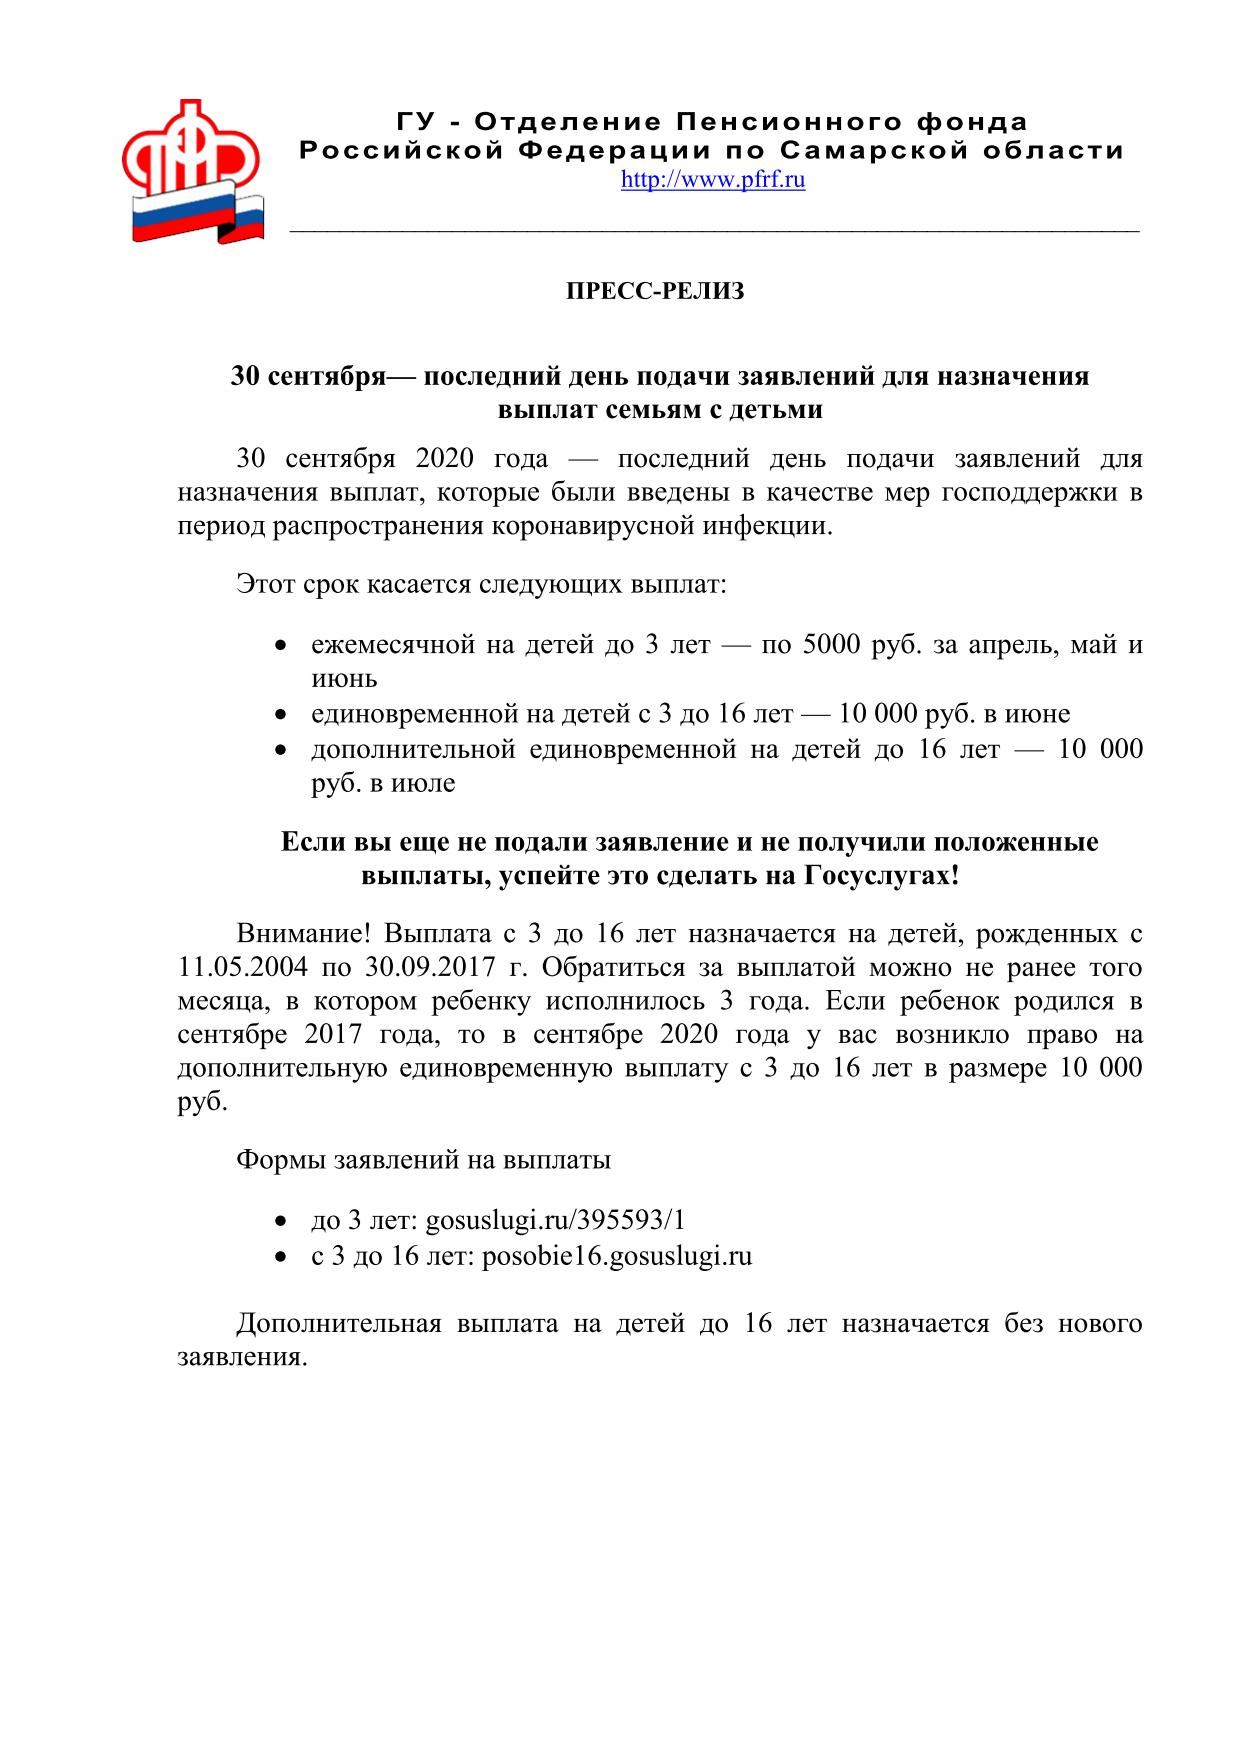 ГУ - Отделение Пенсионного фонда
Российской Федерации по Самарской области
http://www.pfrf.ru
ПРЕСС-РЕЛИЗ
30 сентября— последний день подачи заявлений для назначения
выплат семьям с детьми
30 сентября 2020 года — последний день подачи заявлений для
назначения выплат, которые были введены в качестве мер господдержки в
период распространения коронавирусной инфекции.
Этот срок касается следующих выплат:
• ежемесячной на детей до 3 лет — по 5000 руб. за апрель, май и
июнь
• единовременной на детей с 3 до 16 лет — 10 000 руб. в июне
• дополнительной единовременной на детей до 16 лет — 10 000
руб. в июле
Если вы еще не подали заявление и не получили положенные
выплаты, успейте это сделать на Госуслугах!
Внимание! Выплата с 3 до 16 лет назначается на детей, рожденных с
11.05.2004 по 30.09.2017 г. Обратиться за выплатой можно не ранее того
месяца, в котором ребенку исполнилось 3 года. Если ребенок родился в
сентябре 2017 года, то в сентябре 2020 года у вас возникло право на
дополнительную единовременную выплату с 3 до 16 лет в размере 10 000
руб.
Формы заявлений на выплаты
• до 3 лет: gosuslugi.ru/395593/1
• с 3 до 16 лет: posobie16.gosuslugi.ru
Дополнительная выплата на детей до 16 лет назначается без нового
заявления.